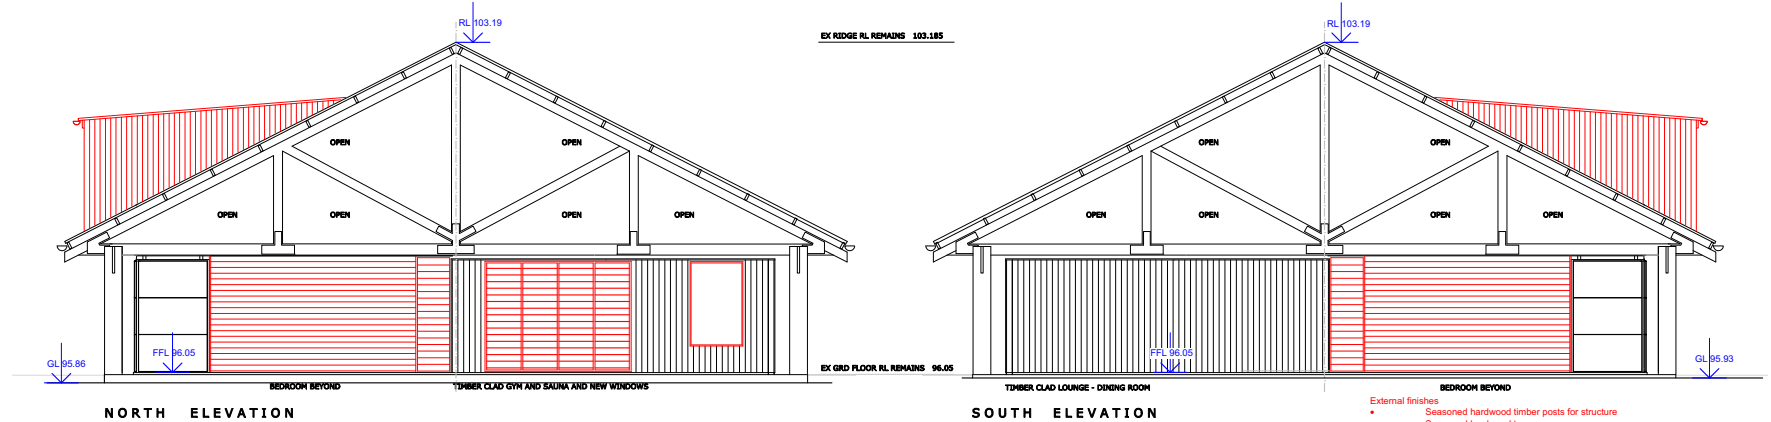 RL 103.19
EX RIDGE RL REMAINS 103.185
RL 103.19
OPEN
OPEN
OPEN
OPEN
OPEN
OPEN
OPEN
OPEN
OPEN
OPEN
OPEN
OPEN
FFL 96.05
GL 95.86
EX GRD FLOOR RL REMAINS 96.05
FFL 96.05
GL 95.93
BEDROOM BEYOND
TIMBER CLAD GYM AND SAUNA AND NEW WINDOWS
TIMBER CLAD LOUNGE - DINING ROOM
BEDROOM BEYOND
NORTH ELEVATION
SOUTH ELEVATION
External finishes
• Seasoned hardwood timber posts for structure